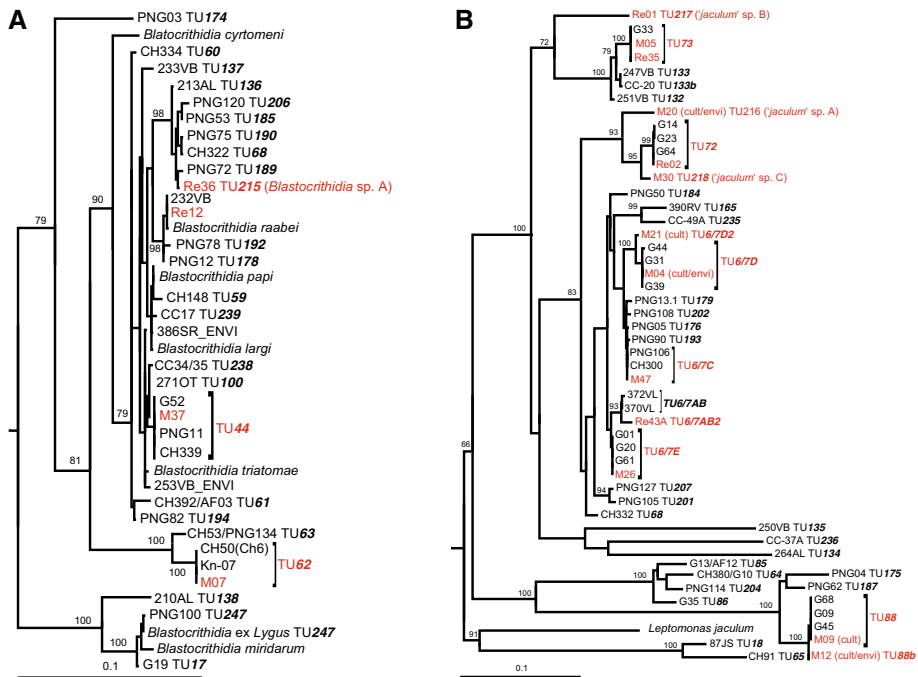 A
PNG03 TU174
Blatocrithidia cyrtomeni
CH334 TU60
233VB TU137
213AL TU136
98
PNG120 TU206
PNG53 TU185
PNG75 TU190
CH322 TU68
PNG72 TU189
Re36 TU215 (Blastocrithidia sp. A)
90
232VB
Re12
79
Blastocrithidia raabei
98
PNG78 TU192
PNG12 TU178
Blastocrithidia papi
CH148 TU59
CC17 TU239
386SR_ENVI
Blastocrithidia largi
CC34/35 TU238
271OT TU100
G52
M37
PNG11
CH339
TU44
79
81
Blastocrithidia triatomae
253VB_ENVI
CH392/AF03 TU61
PNG82 TU194
CH53/PNG134 TU63
100
CH50(Ch6)
Kn-07
M07
TU62
100
210AL TU138
100
PNG100 TU247
Blastocrithidia ex Lygus TU247
100
Blastocrithidia miridarum
G19 TU17
0.1
B
Re01 TU217 ('jaculum' sp. B)
72
G33
M05
Re35
TU73
79
100
247VB TU133
CC-20 TU133b
251VB TU132
M20 (cult/envi) TU216 ('jaculum' sp. A)
93
G14
G23
G64
Re02
TU72
99
95
M30 TU218 ('jaculum' sp. C)
PNG50 TU184
390RV TU165
99
CC-49A TU235
100
M21 (cult) TU6/7D2
100
G44
G31
M04 (cult/envi)
G39
TU6/7D
83
PNG13.1 TU179
PNG108 TU202
PNG05 TU176
PNG90 TU193
PNG106
CH300
M47
TU6/7C
372VL
370VL
TU6/7AB
93
Re43A TU6/7AB2
G01
G20
G61
M26
TU6/7E
66
PNG127 TU207
94
PNG105 TU201
CH332 TU68
250VB TU135
CC-37A TU236
264AL TU134
G13/AF12 TU85
CH380/G10 TU64
100
PNG114 TU204
G35 TU86
100
PNG04 TU175
PNG62 TU187
100
G68
G09
G45
M09 (cult)
TU88
100
M12 (cult/envi) TU88b
Leptomonas jaculum
91
87JS TU18
100
CH91 TU65
0.1